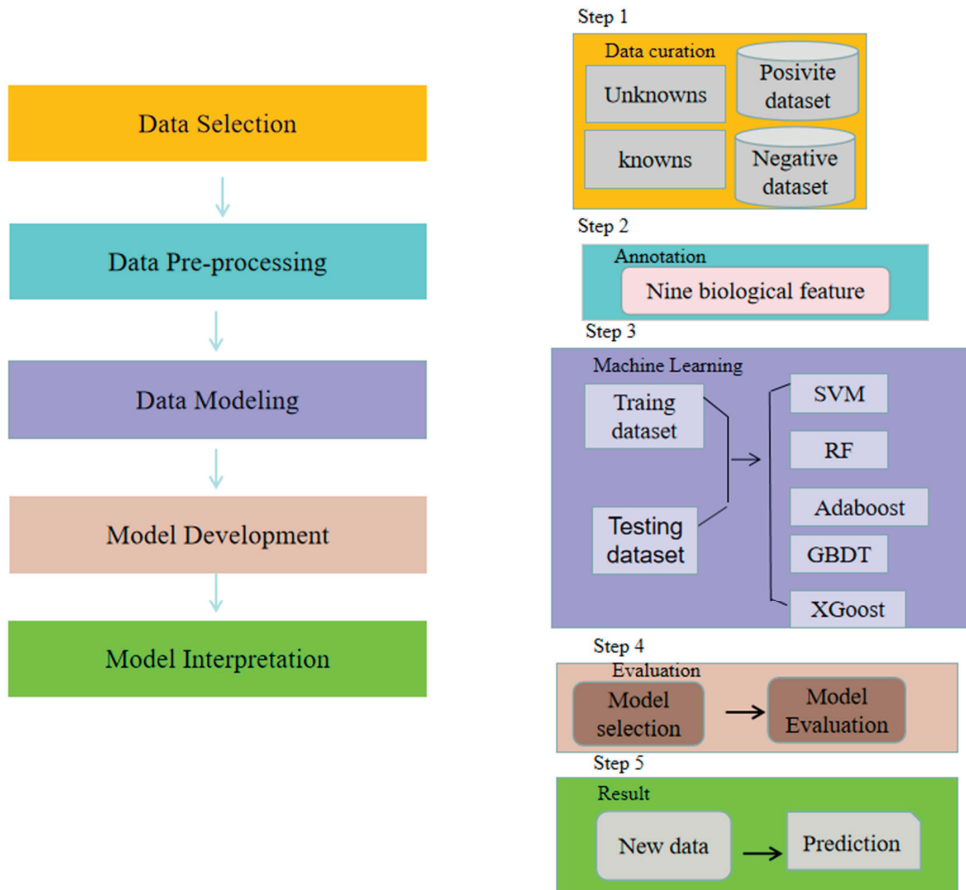 Data Selection
Data Pre-processing
Data Modeling
Model Development
Model Interpretation
Step 1
Data curation
Unknowns
Posivite
dataset
knowns
Negative
dataset
Step 2
Annotation
Nine biological feature
Step 3
Machine Learning
Traing
dataset
Testing
dataset
SVM
RF
Adaboost
GBDT
XGoost
Step 4
Evaluation
Model
selection
Model
Evaluation
Step 5
Result
New data
Prediction